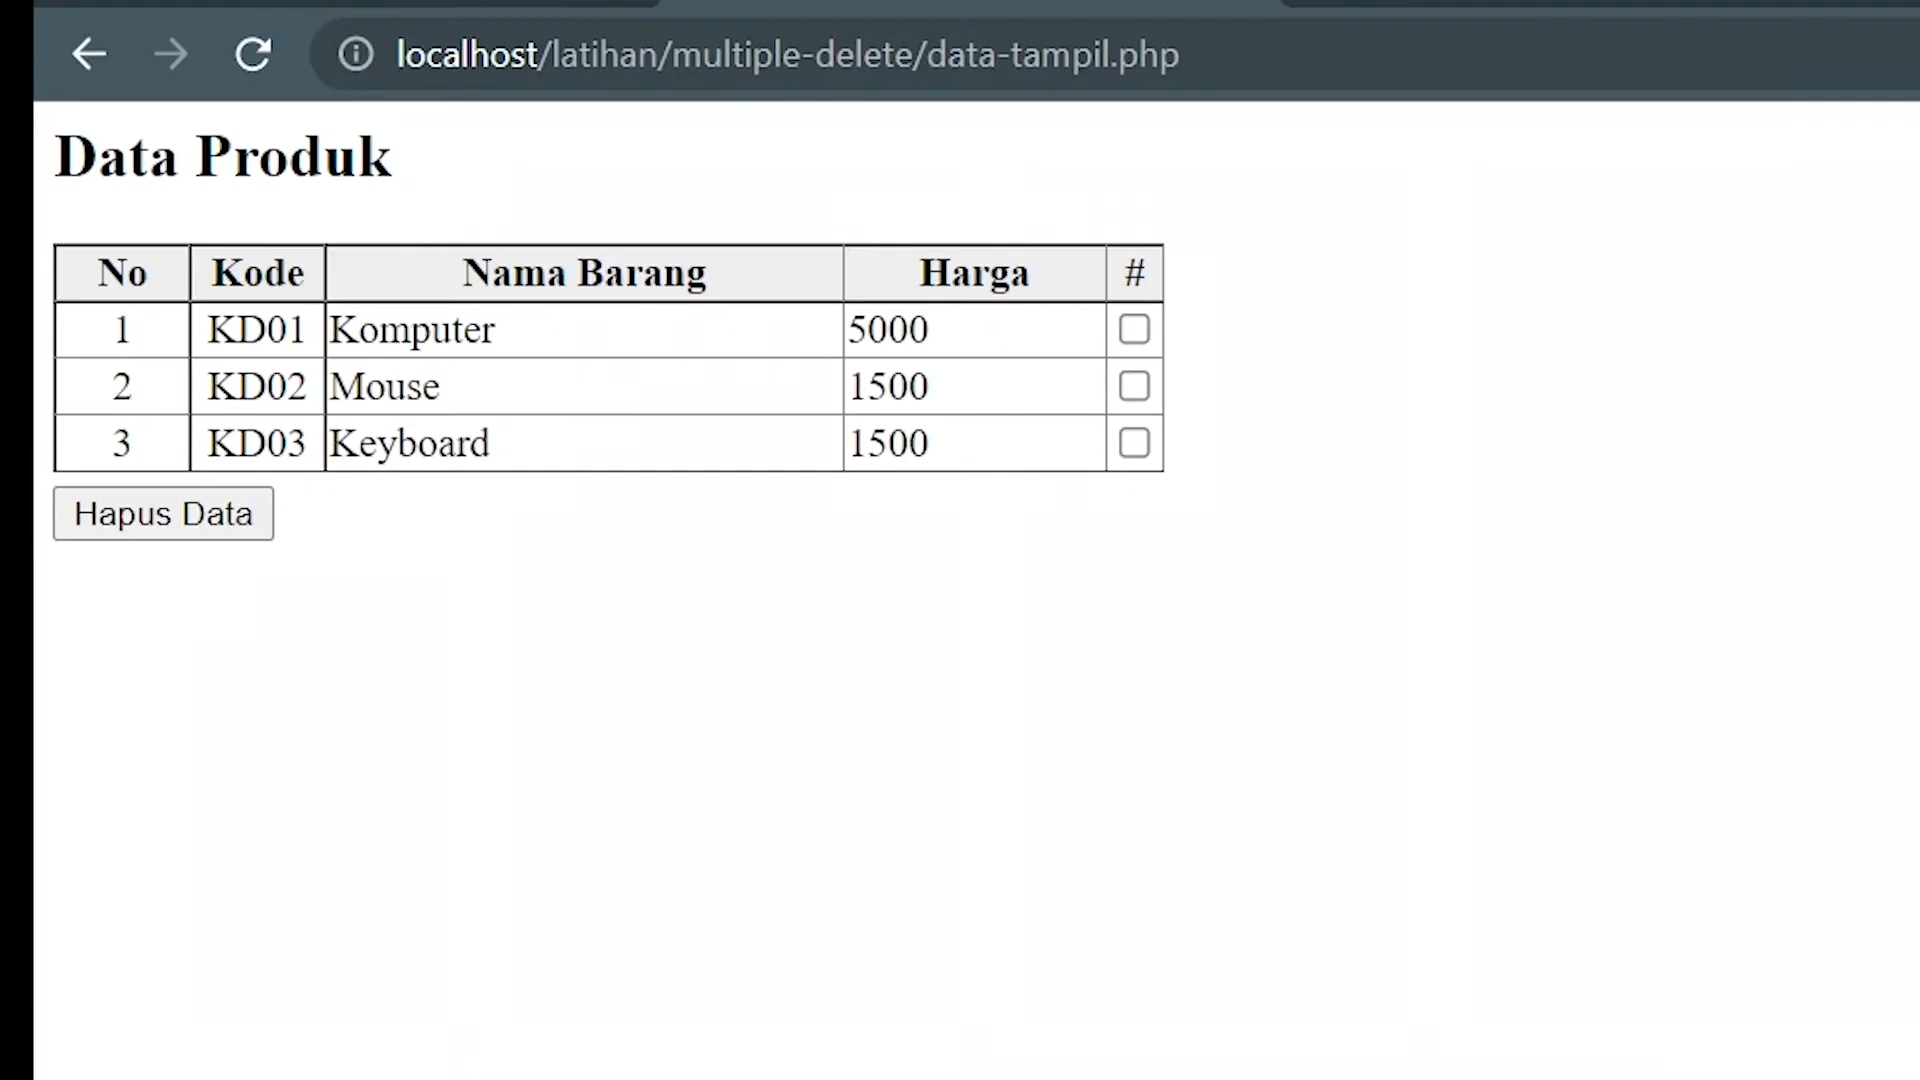 localhost/latihan/multiple-delete/data-tampil.php
Data Produk
No Kode Nama Barang Harga #
1 KD01 Komputer 5000
2 KD02 Mouse 1500
3 KD03 Keyboard 1500
Hapus Data